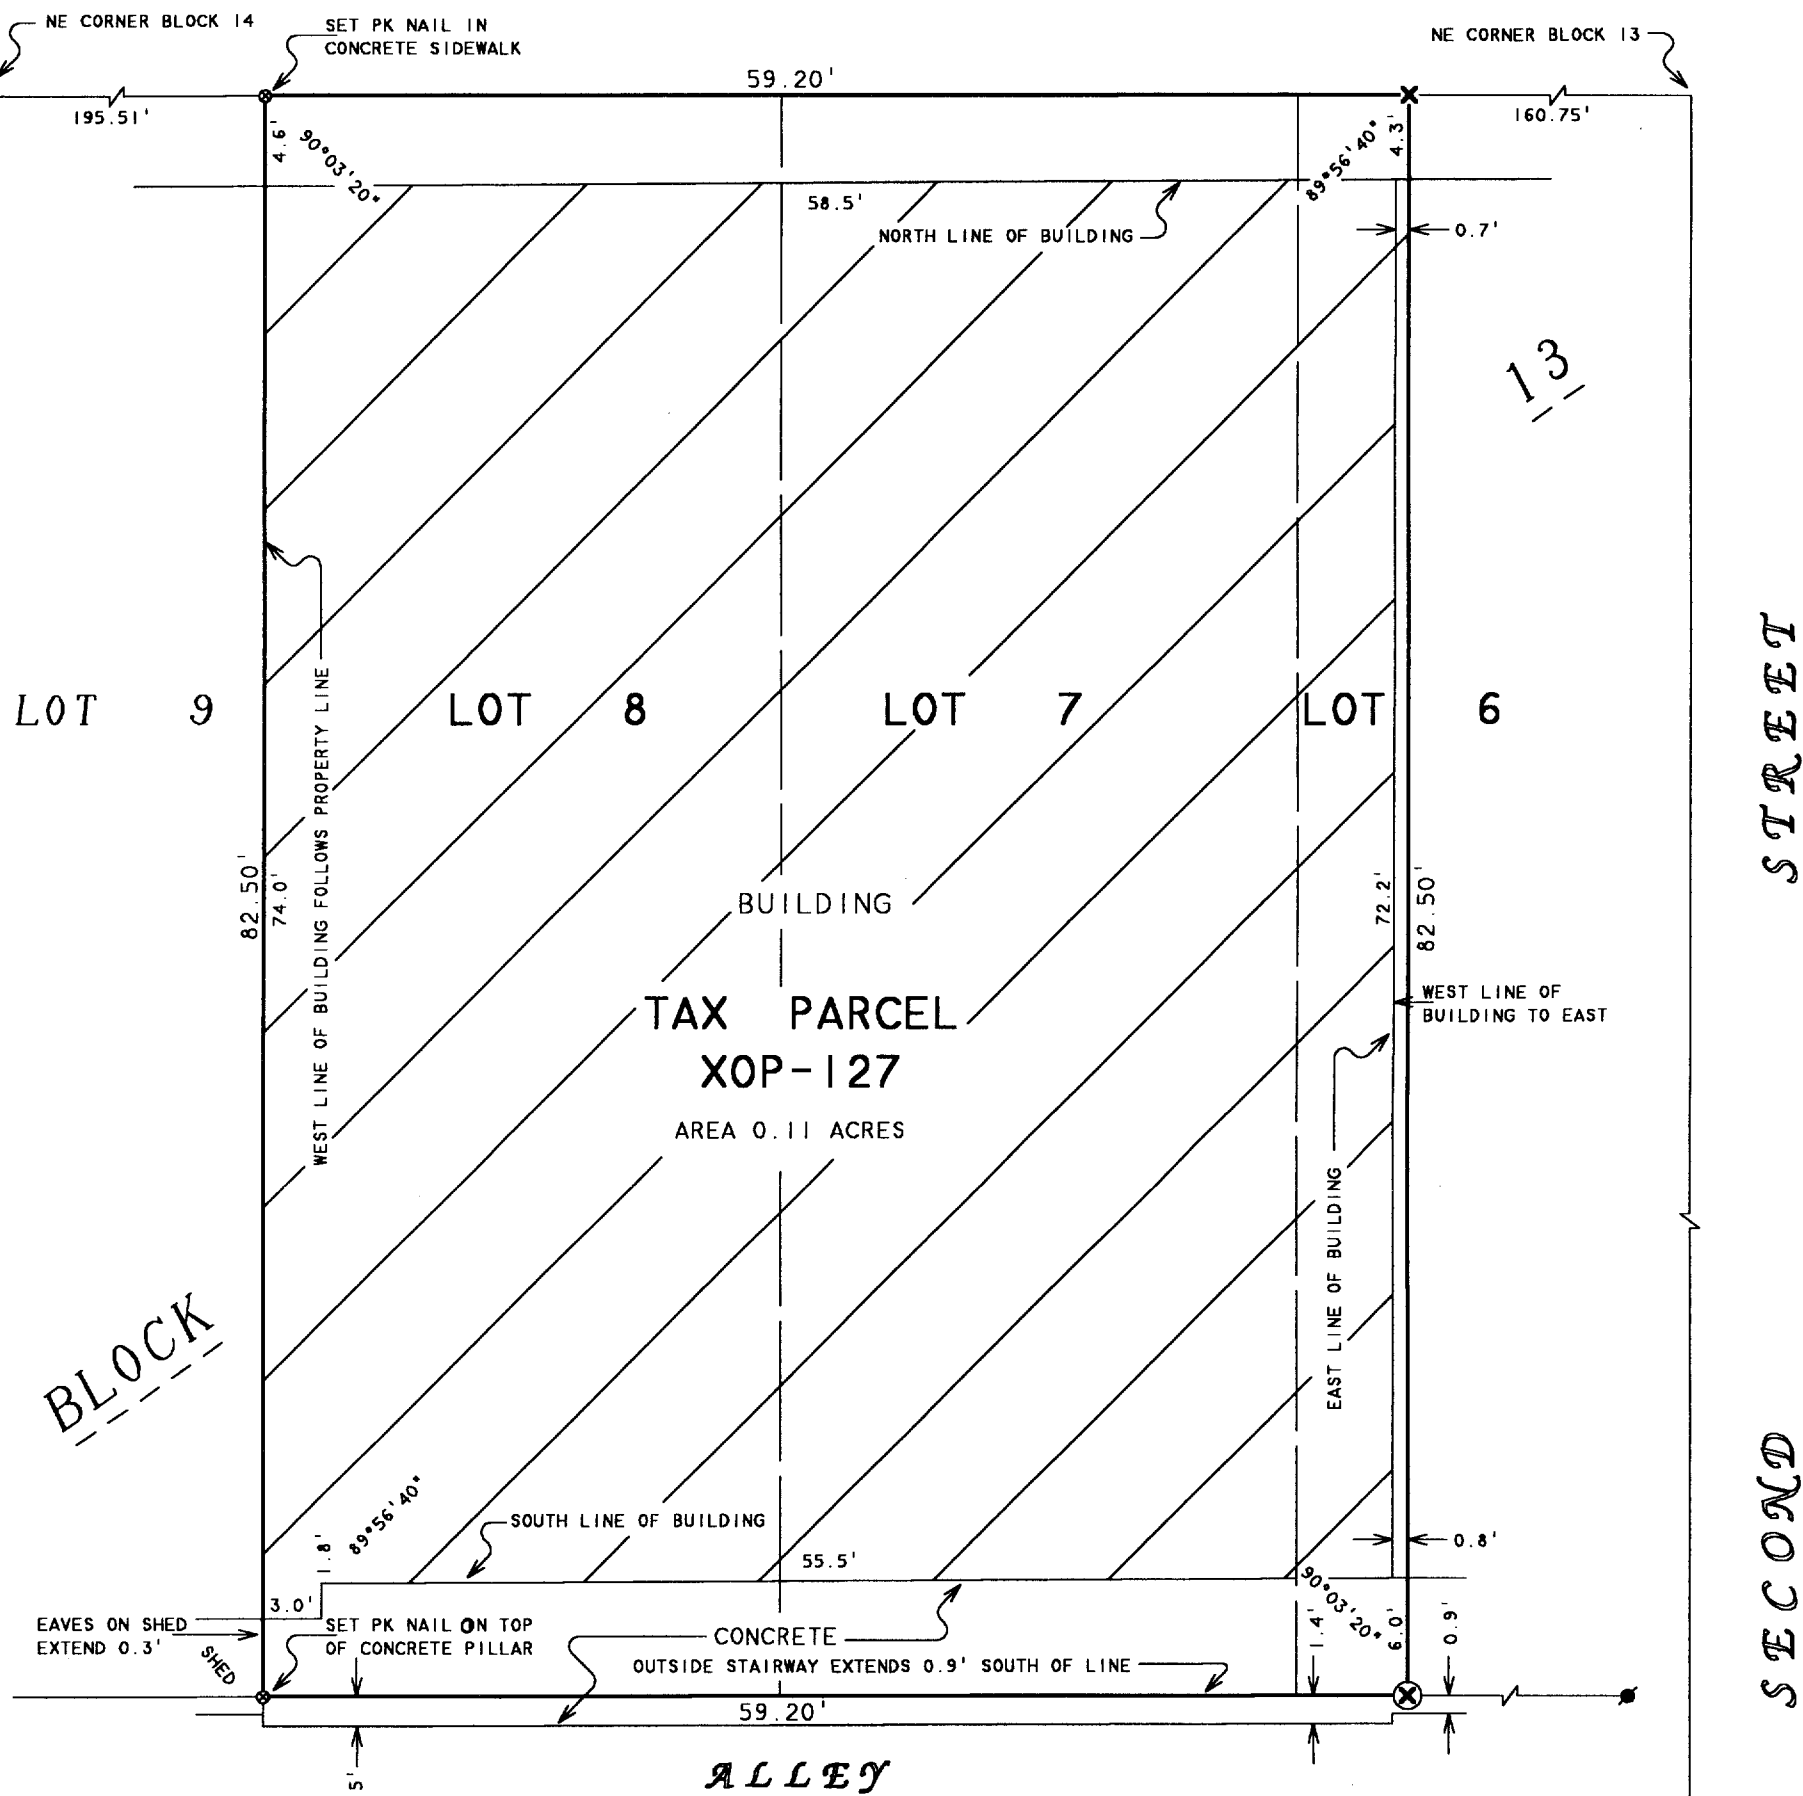 NE CORNER BLOCK 14
SET PK NAIL IN
CONCRETE SIDEWALK
NE CORNER BLOCK 13
59.20'
195.51'
160.75'
4.6'
90°03'20"
89°56'40"
4.3'
58.5'
NORTH LINE OF BUILDING
0.7'
13
STREET
LOT 9
LOT 8
LOT 7
LOT 6
WEST LINE OF BUILDING FOLLOWS PROPERTY LINE
82.50'
74.0'
72.2'
82.50'
BUILDING
TAX PARCEL
XOP-127
AREA 0.11 ACRES
WEST LINE OF
BUILDING TO EAST
EAST LINE OF BUILDING
BLOCK
SECOND
89°56'40"
1.8'
SOUTH LINE OF BUILDING
55.5'
0.8'
3.0'
90°03'20"
EAVES ON SHED
EXTEND 0.3'
SHED
SET PK NAIL ON TOP
OF CONCRETE PILLAR
CONCRETE
OUTSIDE STAIRWAY EXTENDS 0.9' SOUTH OF LINE
1.4'
6.0'
0.9'
59.20'
5'
ALLEY